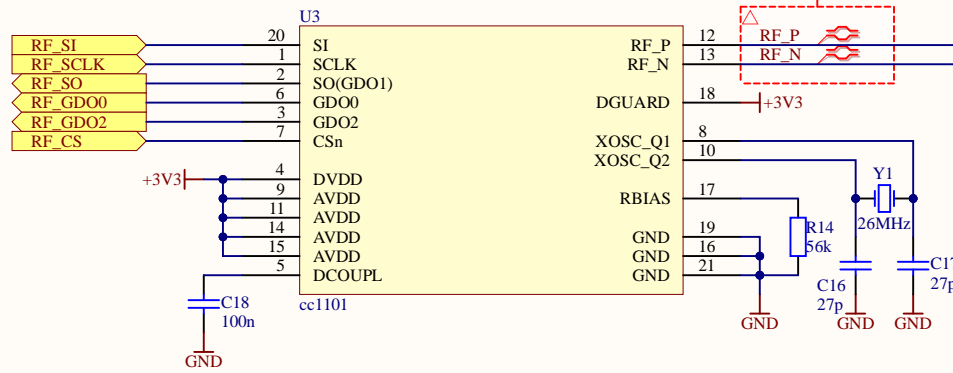 U3
RF_SI 20 SI RF_P 12 RF_P
RF_SCLK 1 SCLK RF_N 13 RF_N
RF_SO 2 SO(GDO1)
RF_GDO0 6 GDO0 DGUARD 18 +3V3
RF_GDO2 3 GDO2
RF_CS 7 CSn XOSC_Q1 8
XOSC_Q2 10
+3V3 4 DVDD Y1
9 AVDD RBIAS 17
11 AVDD 26MHz
14 AVDD GND 19 R14
15 AVDD GND 16 56k
5 DCOUPL GND 21 C17
C16
C18 27p 27p
100n cc1101
GND GND GND
GND